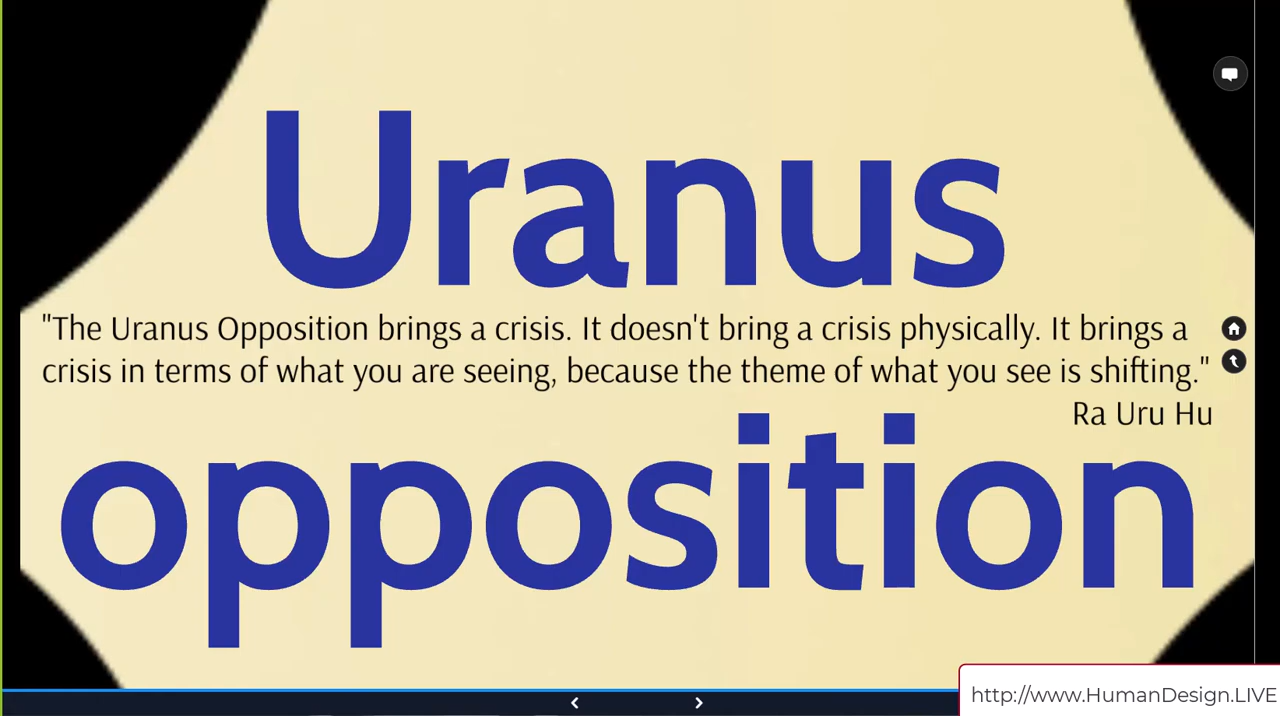 Uranus
"The Uranus Opposition brings a crisis. It doesn't bring a crisis physically. It brings a
crisis in terms of what you are seeing, because the theme of what you see is shifting."
Ra Uru Hu
opposition
http://www.HumanDesign.LIVE